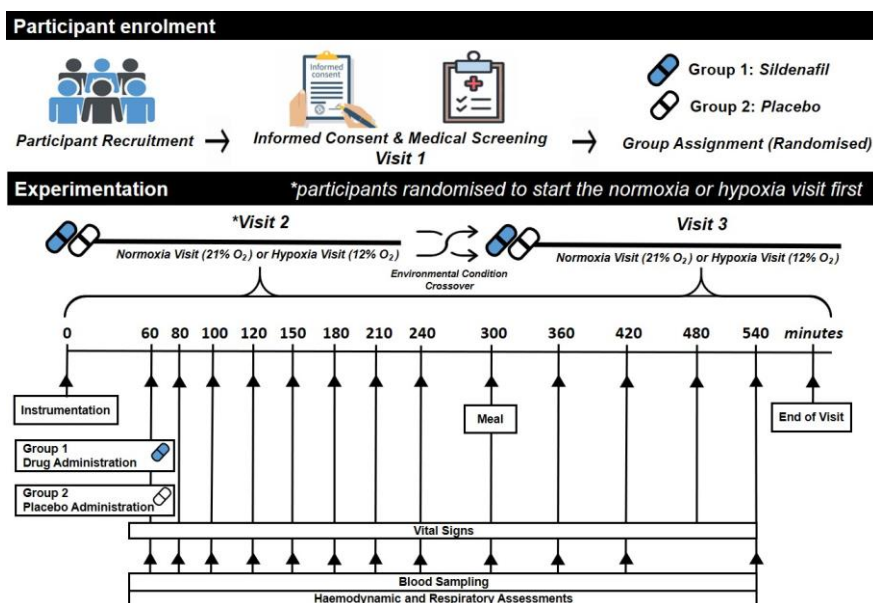 Participant enrolment
Informed
consent
Group 1: Sildenafil
Group 2: Placebo
Participant Recruitment
Informed Consent & Medical Screening
Visit 1
Group Assignment (Randomised)
Experimentation
*participants randomised to start the normoxia or hypoxia visit first
*Visit 2
Normoxia Visit (21% O₂) or Hypoxia Visit (12% O₂)
Environmental Condition
Crossover
Visit 3
Normoxia Visit (21% O₂) or Hypoxia Visit (12% O₂)
0 60 80 100 120 150 180 210 240 300 360 420 480 540 minutes
Instrumentation
Meal
End of Visit
Group 1
Drug Administration
Group 2
Placebo Administration
Vital Signs
Blood Sampling
Haemodynamic and Respiratory Assessments